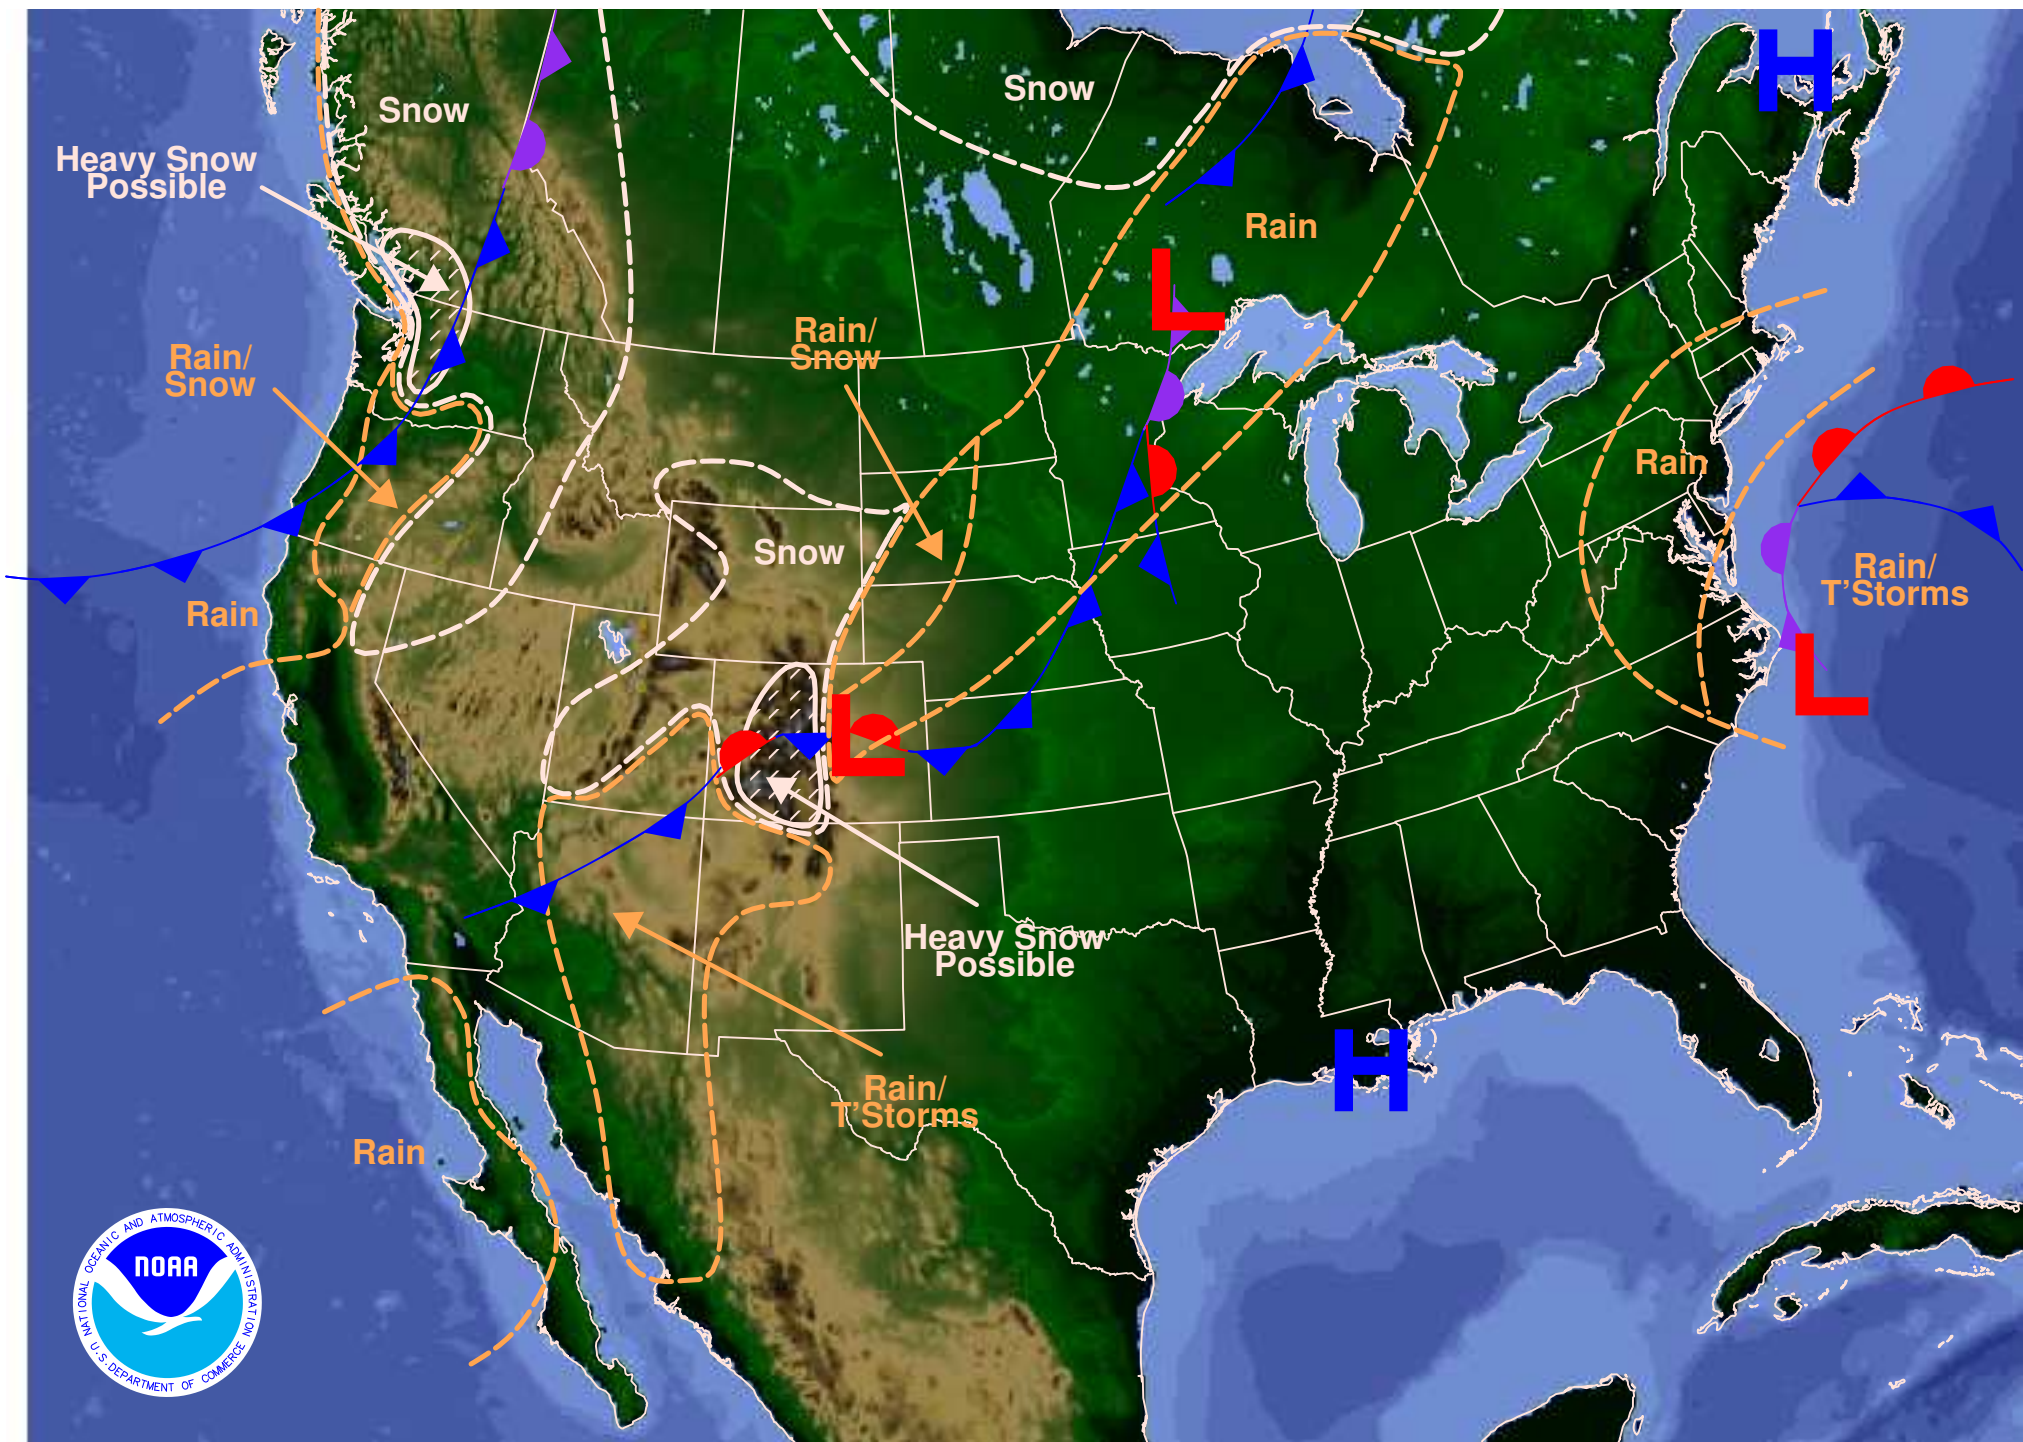 H
Snow
Snow
Heavy Snow
Possible
Rain
L
Rain/
Snow
Rain/
Snow
Rain
Snow
Rain/
T'Storms
Rain
L
L
Heavy Snow
Possible
H
Rain/
T'Storms
Rain
NATIONAL OCEANIC AND ATMOSPHERIC ADMINISTRATION
NOAA
U.S. DEPARTMENT OF COMMERCE